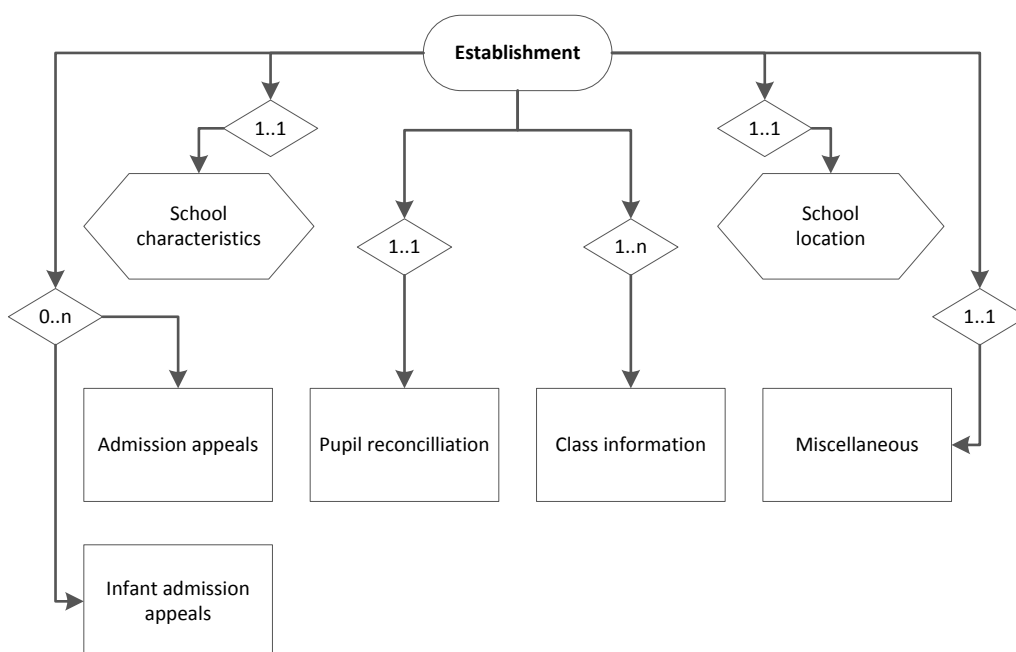 Establishment
1..1
1..1
School
characteristics
School
location
1..1
1..n
0..n
1..1
Admission appeals
Pupil reconcilliation
Class information
Miscellaneous
Infant admission
appeals